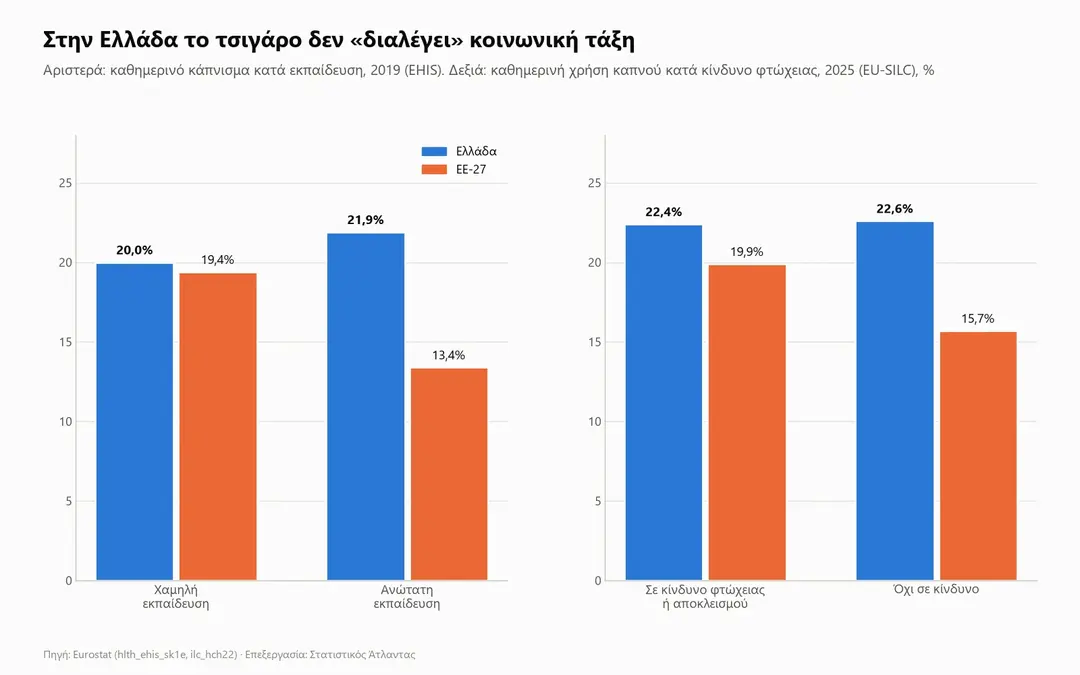 Στην Ελλάδα το τσιγάρο δεν «διαλέγει» κοινωνική τάξη
Αριστερά: καθημερινό κάπνισμα κατά εκπαίδευση, 2019 (EHIS). Δεξιά: καθημερινή χρήση καπνού κατά κίνδυνο φτώχειας, 2025 (EU-SILC), %
Ελλάδα
ΕΕ-27
25
20
15
10
5
0
20,0%
19,4%
21,9%
13,4%
Χαμηλή
εκπαίδευση
Ανώτατη
εκπαίδευση
25
20
15
10
5
0
22,4%
19,9%
22,6%
15,7%
Σε κίνδυνο φτώχειας
ή αποκλεισμού
Όχι σε κίνδυνο
Πηγή: Eurostat (hlth_ehis_sk1e, ilc_hch22) · Επεξεργασία: Στατιστικός Άτλαντας